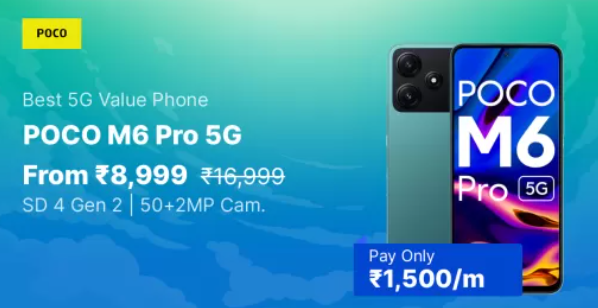 POCO
Best 5G Value Phone
POCO M6 Pro 5G
From ₹8,999 ₹16,999
SD 4 Gen 2 | 50+2MP Cam.
POCO
M6
Pro 5G
Pay Only
₹1,500/m